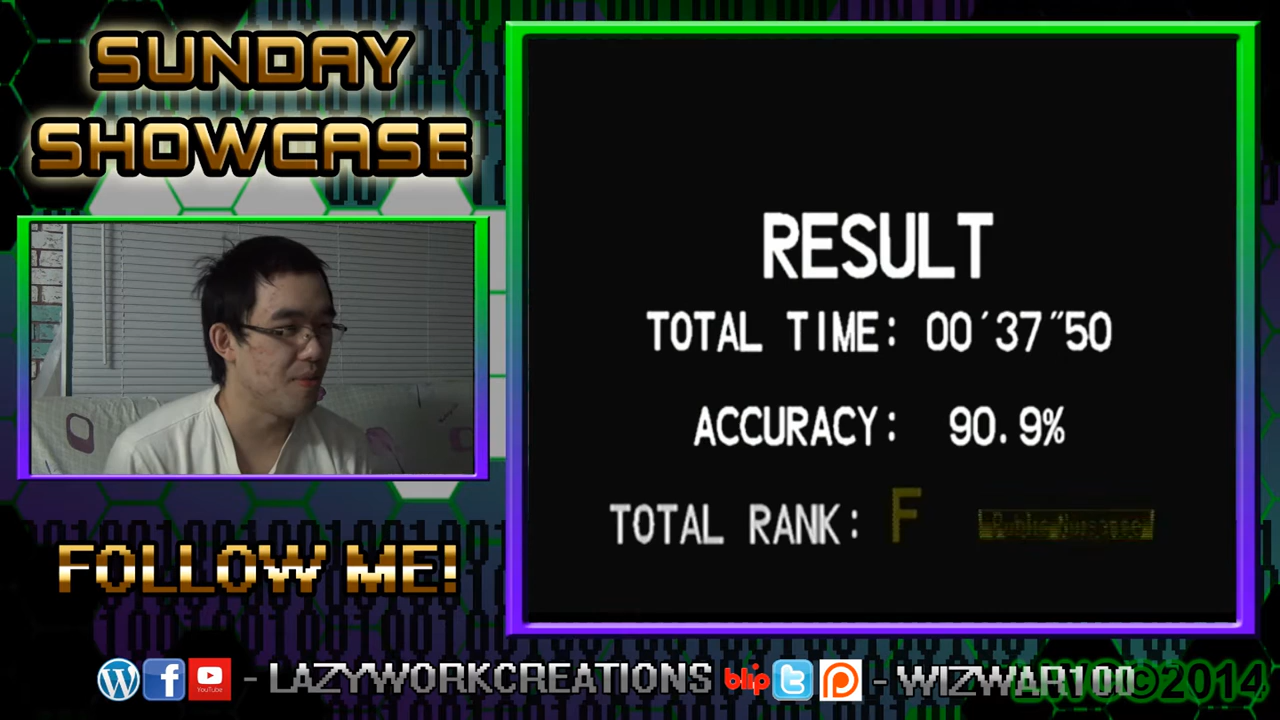 SUNDAY
SHOWCASE
RESULT
TOTAL TIME: 00'37"50
ACCURACY: 90.9%
TOTAL RANK: F
FOLLOW ME!
YouTube
- LAZYWORKCREATIONS blip - WIZWAR100
©2014